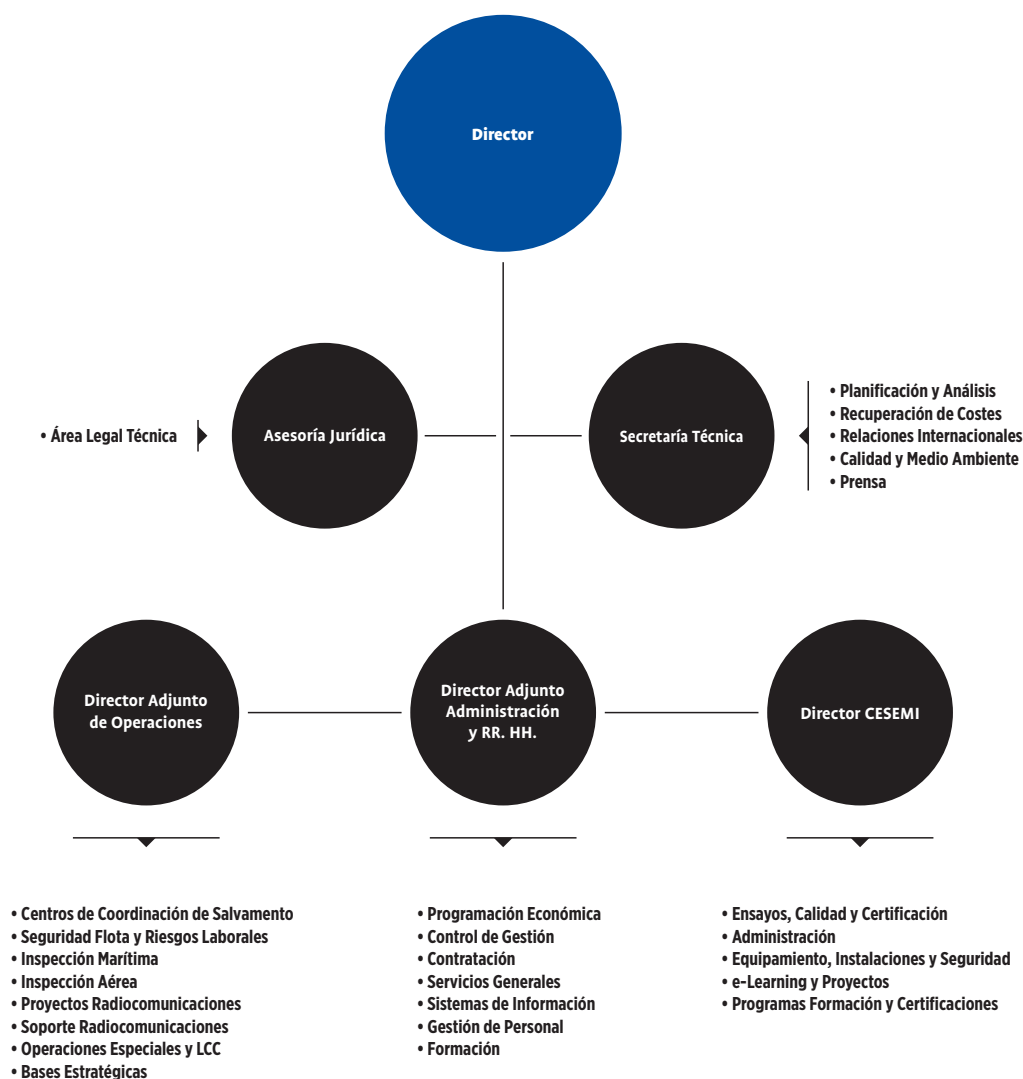 Director
• Área Legal Técnica
Asesoría Jurídica
Secretaría Técnica
• Planificación y Análisis
• Recuperación de Costes
• Relaciones Internacionales
• Calidad y Medio Ambiente
• Prensa
Director Adjunto
de Operaciones
Director Adjunto
Administración
y RR. HH.
Director CESEMI
• Centros de Coordinación de Salvamento
• Seguridad Flota y Riesgos Laborales
• Inspección Marítima
• Inspección Aérea
• Proyectos Radiocomunicaciones
• Soporte Radiocomunicaciones
• Operaciones Especiales y LCC
• Bases Estratégicas
• Programación Económica
• Control de Gestión
• Contratación
• Servicios Generales
• Sistemas de Información
• Gestión de Personal
• Formación
• Ensayos, Calidad y Certificación
• Administración
• Equipamiento, Instalaciones y Seguridad
• e-Learning y Proyectos
• Programas Formación y Certificaciones